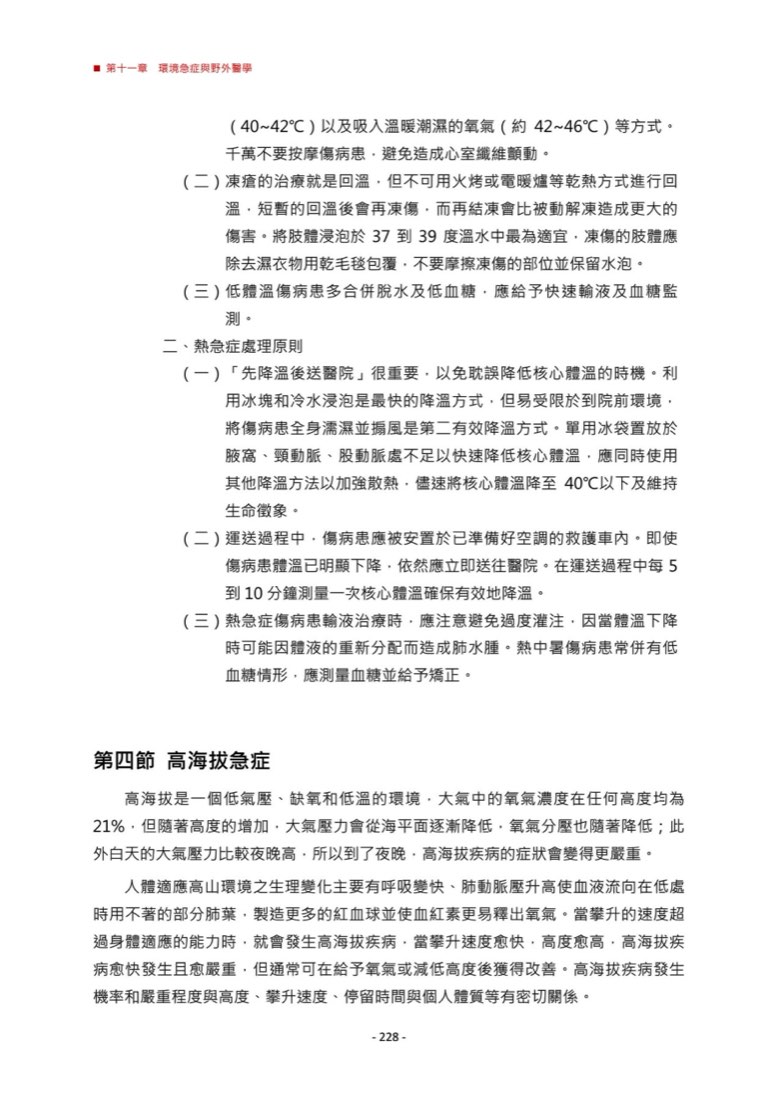 ■ 第十一章　環境急症與野外醫學
（40~42℃）以及吸入溫暖潮濕的氧氣（約 42~46℃）等方式。
千萬不要按摩傷病患，避免造成心室纖維顫動。
（二）凍瘡的治療就是回溫，但不可用火烤或電暖爐等乾熱方式進行回
溫，短暫的回溫後會再凍傷，而再結凍會比被動解凍造成更大的
傷害。將肢體浸泡於 37 到 39 度溫水中最為適宜，凍傷的肢體應
除去濕衣物用乾毛毯包覆，不要摩擦凍傷的部位並保留水泡。
（三）低體溫傷病患多合併脫水及低血糖，應給予快速輸液及血糖監
測。
二、熱急症處理原則
（一）「先降溫後送醫院」很重要，以免耽誤降低核心體溫的時機。利
用冰塊和冷水浸泡是最快的降溫方式，但易受限於到院前環境，
將傷病患全身濡濕並搧風是第二有效降溫方式。單用冰袋置放於
腋窩、頸動脈、股動脈處不足以快速降低核心體溫，應同時使用
其他降溫方法以加強散熱，儘速將核心體溫降至 40℃以下及維持
生命徵象。
（二）運送過程中，傷病患應被安置於已準備好空調的救護車內。即使
傷病患體溫已明顯下降，依然應立即送往醫院。在運送過程中每 5
到 10 分鐘測量一次核心體溫確保有效地降溫。
（三）熱急症傷病患輸液治療時，應注意避免過度灌注，因當體溫下降
時可能因體液的重新分配而造成肺水腫。熱中暑傷病患常併有低
血糖情形，應測量血糖並給予矯正。
第四節 高海拔急症
高海拔是一個低氣壓、缺氧和低溫的環境，大氣中的氧氣濃度在任何高度均為
21%，但隨著高度的增加，大氣壓力會從海平面逐漸降低，氧氣分壓也隨著降低；此
外白天的大氣壓力比較夜晚高，所以到了夜晚，高海拔疾病的症狀會變得更嚴重。
人體適應高山環境之生理變化主要有呼吸變快、肺動脈壓升高使血液流向在低處
時用不著的部分肺葉，製造更多的紅血球並使血紅素更易釋出氧氣。當攀升的速度超
過身體適應的能力時，就會發生高海拔疾病，當攀升速度愈快，高度愈高，高海拔疾
病愈快發生且愈嚴重，但通常可在給予氧氣或減低高度後獲得改善。高海拔疾病發生
機率和嚴重程度與高度、攀升速度、停留時間與個人體質等有密切關係。
- 228 -